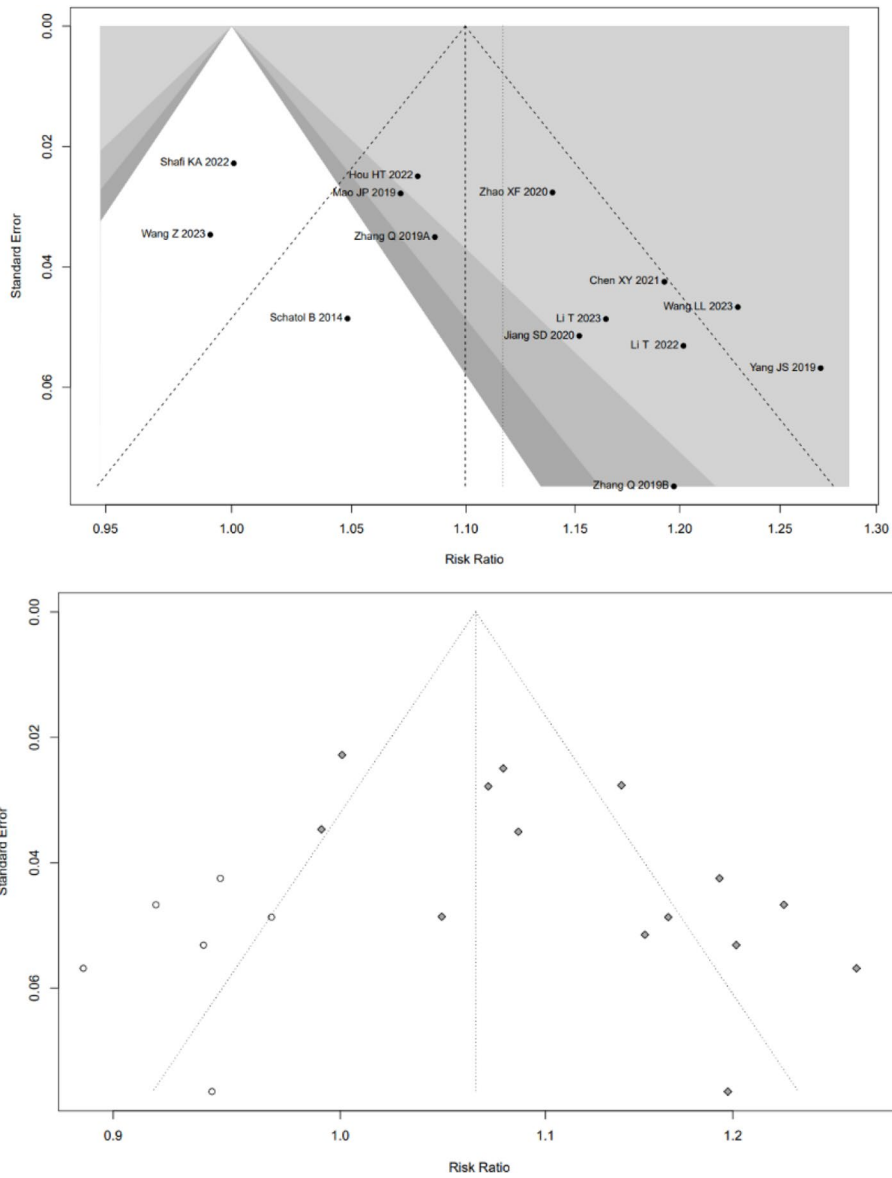 0.00
0.02
0.04
0.06
Standard Error
Shafi KA 2022
Hou HT 2022
Mao JP 2019
Zhao XF 2020
Wang Z 2023
Zhang Q 2019A
Chen XY 2021
Wang LL 2023
Schatol B 2014
Li T 2023
Jiang SD 2020
Li T 2022
Yang JS 2019
Zhang Q 2019B
0.95 1.00 1.05 1.10 1.15 1.20 1.25 1.30
Risk Ratio
0.00
0.02
0.04
0.06
Standard Error
0.9 1.0 1.1 1.2
Risk Ratio